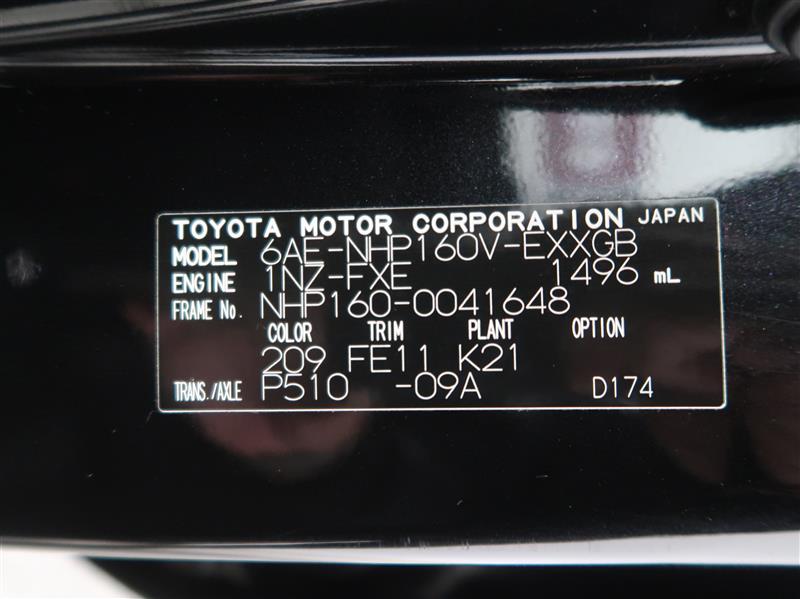 TOYOTA MOTOR CORPORATION JAPAN
MODEL 6AE-NHP160V-EXXGB
ENGINE 1NZ-FXE 1496 mL
FRAME No. NHP160-0041648
COLOR TRIM PLANT OPTION
209 FE11 K21
TRANS./AXLE P510 -09A D174